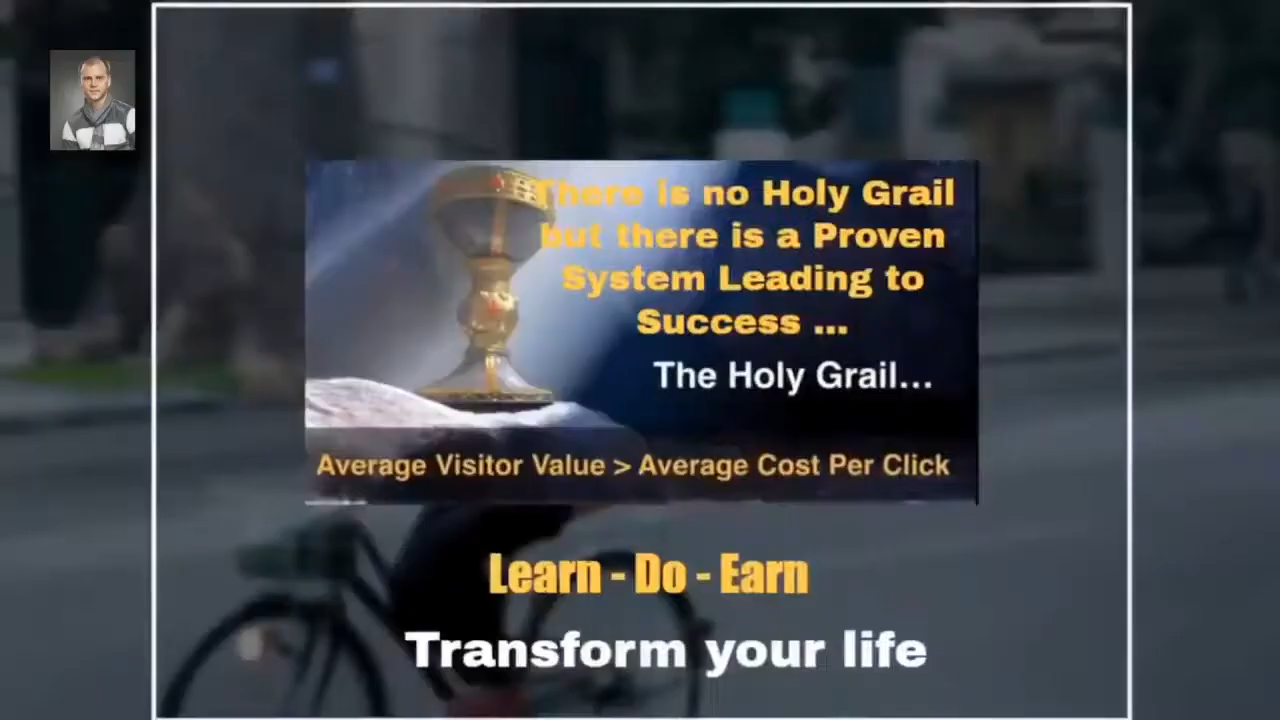 There is no Holy Grail
but there is a Proven
System Leading to
Success ...
The Holy Grail...
Average Visitor Value > Average Cost Per Click
Learn - Do - Earn
Transform your life